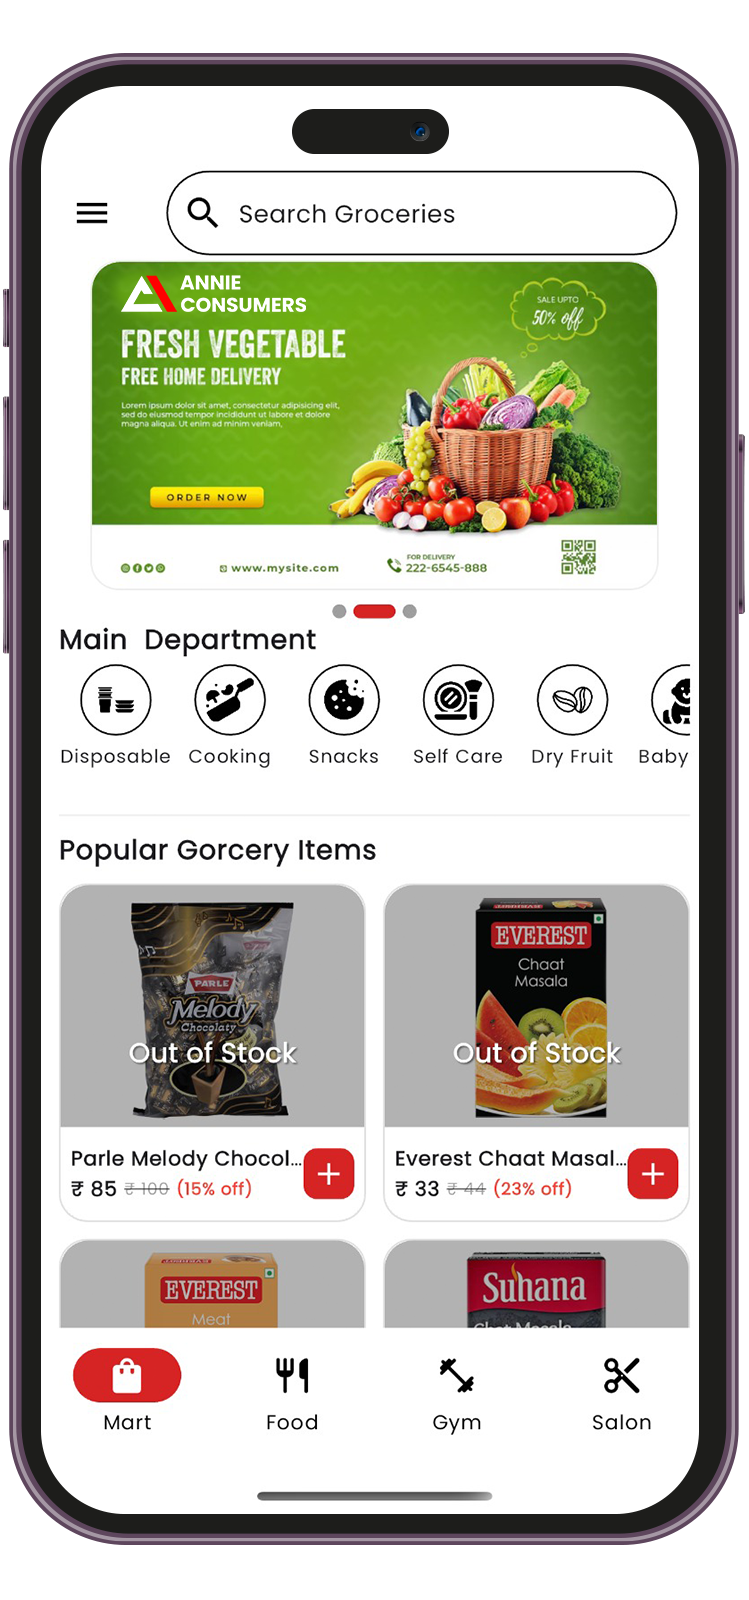 Search Groceries
ANNIE
CONSUMERS
SALE UPTO
50% off
FRESH VEGETABLE
FREE HOME DELIVERY
Lorem ipsum dolor sit amet, consectetur adipisicing elit,
sed do eiusmod tempor incididunt ut labore et dolore
magna aliqua. Ut enim ad minim veniam,
ORDER NOW
www.mysite.com
FOR DELIVERY
222-6545-888
Main Department
Disposable Cooking Snacks Self Care Dry Fruit Baby
Popular Gorcery Items
PARLE
Melody
Chocolaty
Out of Stock
EVEREST
Chaat
Masala
Out of Stock
Parle Melody Chocol...
₹ 85 ₹ 100 (15% off)
Everest Chaat Masal...
₹ 33 ₹ 44 (23% off)
EVEREST
Meat
Suhana
Chat Masala
Mart Food Gym Salon